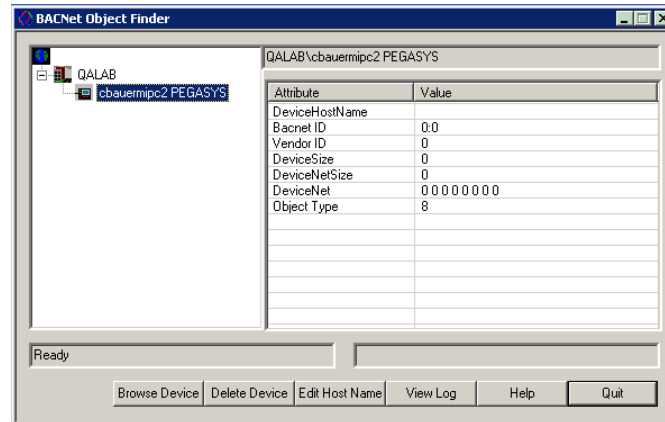 BACNet Object Finder
QALAB\cbauermipc2 PEGASYS
QALAB
cbauermipc2 PEGASYS
Attribute Value
DeviceHostName
Bacnet ID 0:0
Vendor ID 0
DeviceSize 0
DeviceNetSize 0
DeviceNet 0 0 0 0 0 0 0 0
Object Type 8
Ready
Browse Device Delete Device Edit Host Name View Log Help Quit